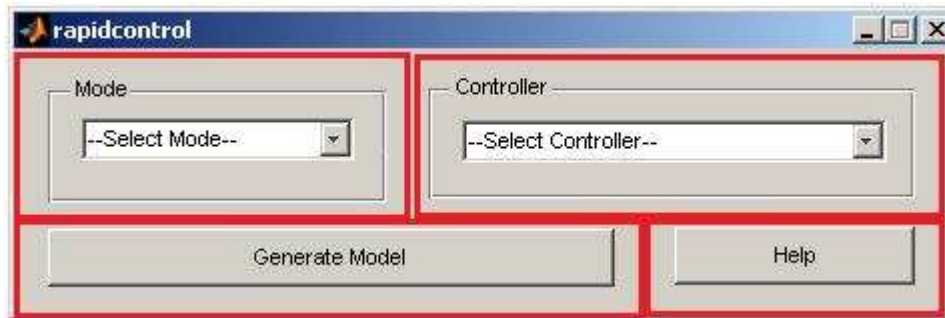 rapidcontrol
Mode
Controller
--Select Mode--
--Select Controller--
Generate Model
Help